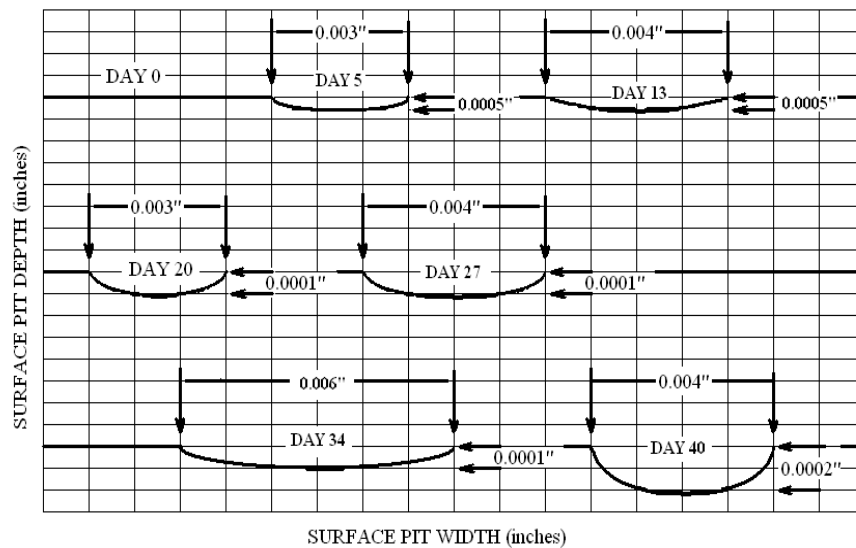 0.003"
0.004"
DAY 0
DAY 5
DAY 13
0.0005"
0.0005"
0.003"
0.004"
DAY 20
DAY 27
0.0001"
0.0001"
0.006"
0.004"
DAY 34
DAY 40
0.0001"
0.0002"
SURFACE PIT DEPTH (inches)
SURFACE PIT WIDTH (inches)